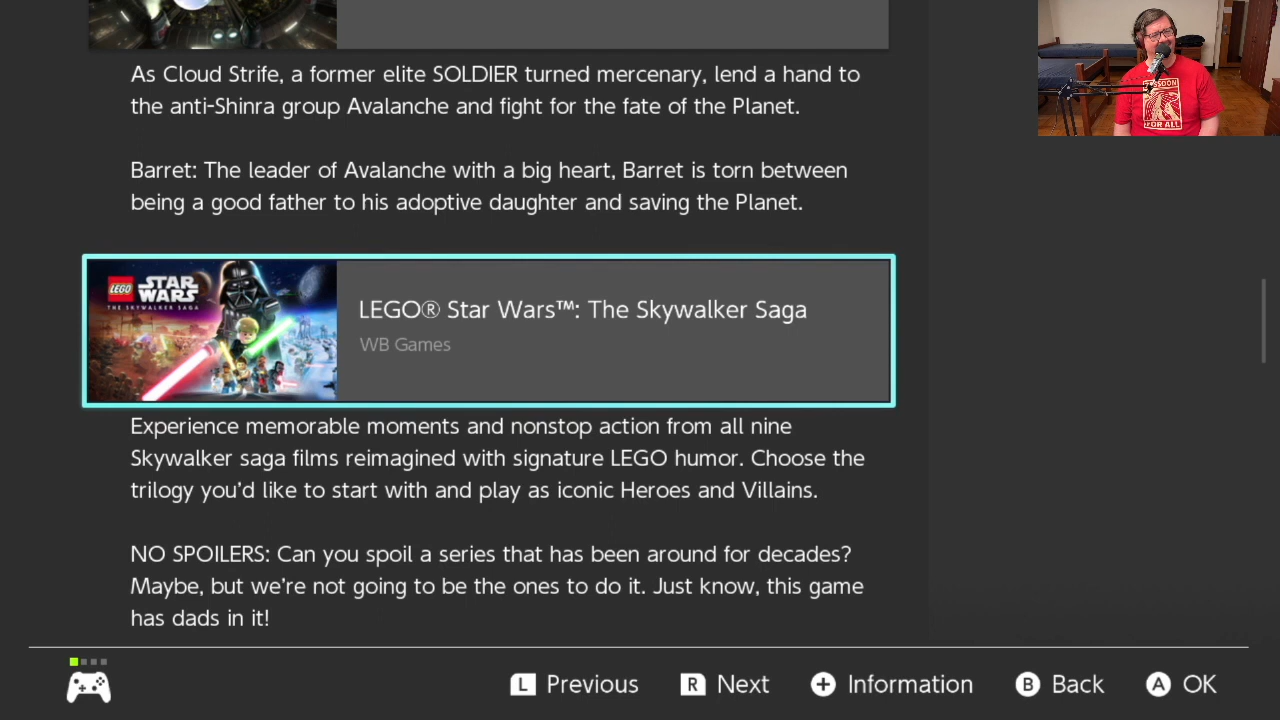 As Cloud Strife, a former elite SOLDIER turned mercenary, lend a hand to
the anti-Shinra group Avalanche and fight for the fate of the Planet.
Barret: The leader of Avalanche with a big heart, Barret is torn between
being a good father to his adoptive daughter and saving the Planet.
LEGO STAR WARS
THE SKYWALKER SAGA
LEGO® Star Wars™: The Skywalker Saga
WB Games
Experience memorable moments and nonstop action from all nine
Skywalker saga films reimagined with signature LEGO humor. Choose the
trilogy you'd like to start with and play as iconic Heroes and Villains.
NO SPOILERS: Can you spoil a series that has been around for decades?
Maybe, but we're not going to be the ones to do it. Just know, this game
has dads in it!
L Previous R Next + Information B Back A OK
FOR ALL